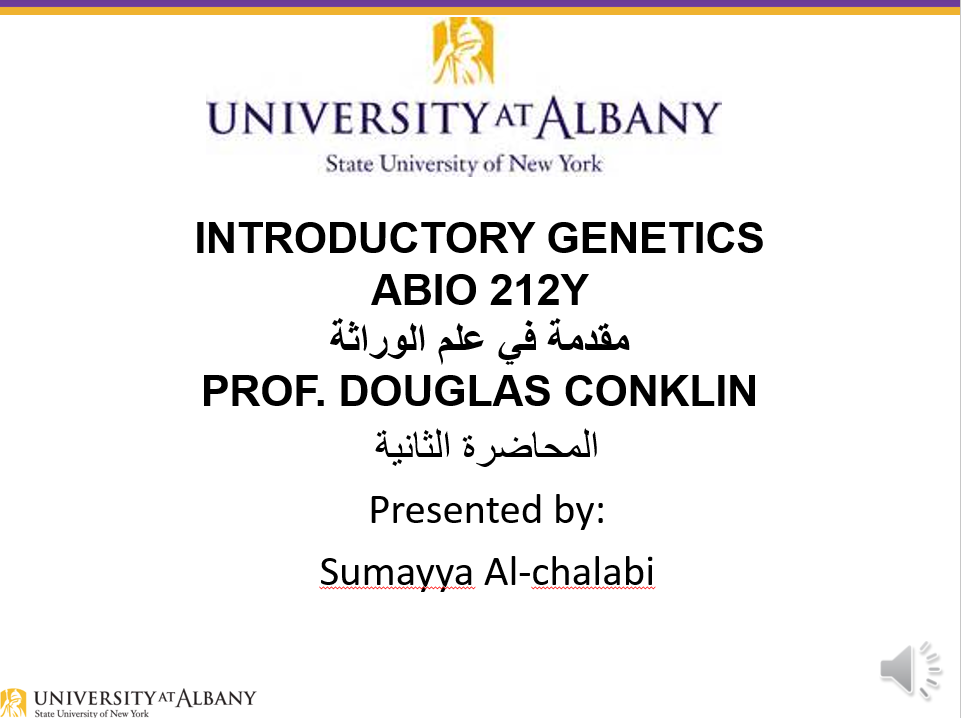 UNIVERSITY AT ALBANY
State University of New York
INTRODUCTORY GENETICS
ABIO 212Y
مقدمة في علم الوراثة
PROF. DOUGLAS CONKLIN
المحاضرة الثانية
Presented by:
Sumayya Al-chalabi
UNIVERSITY AT ALBANY
State University of New York